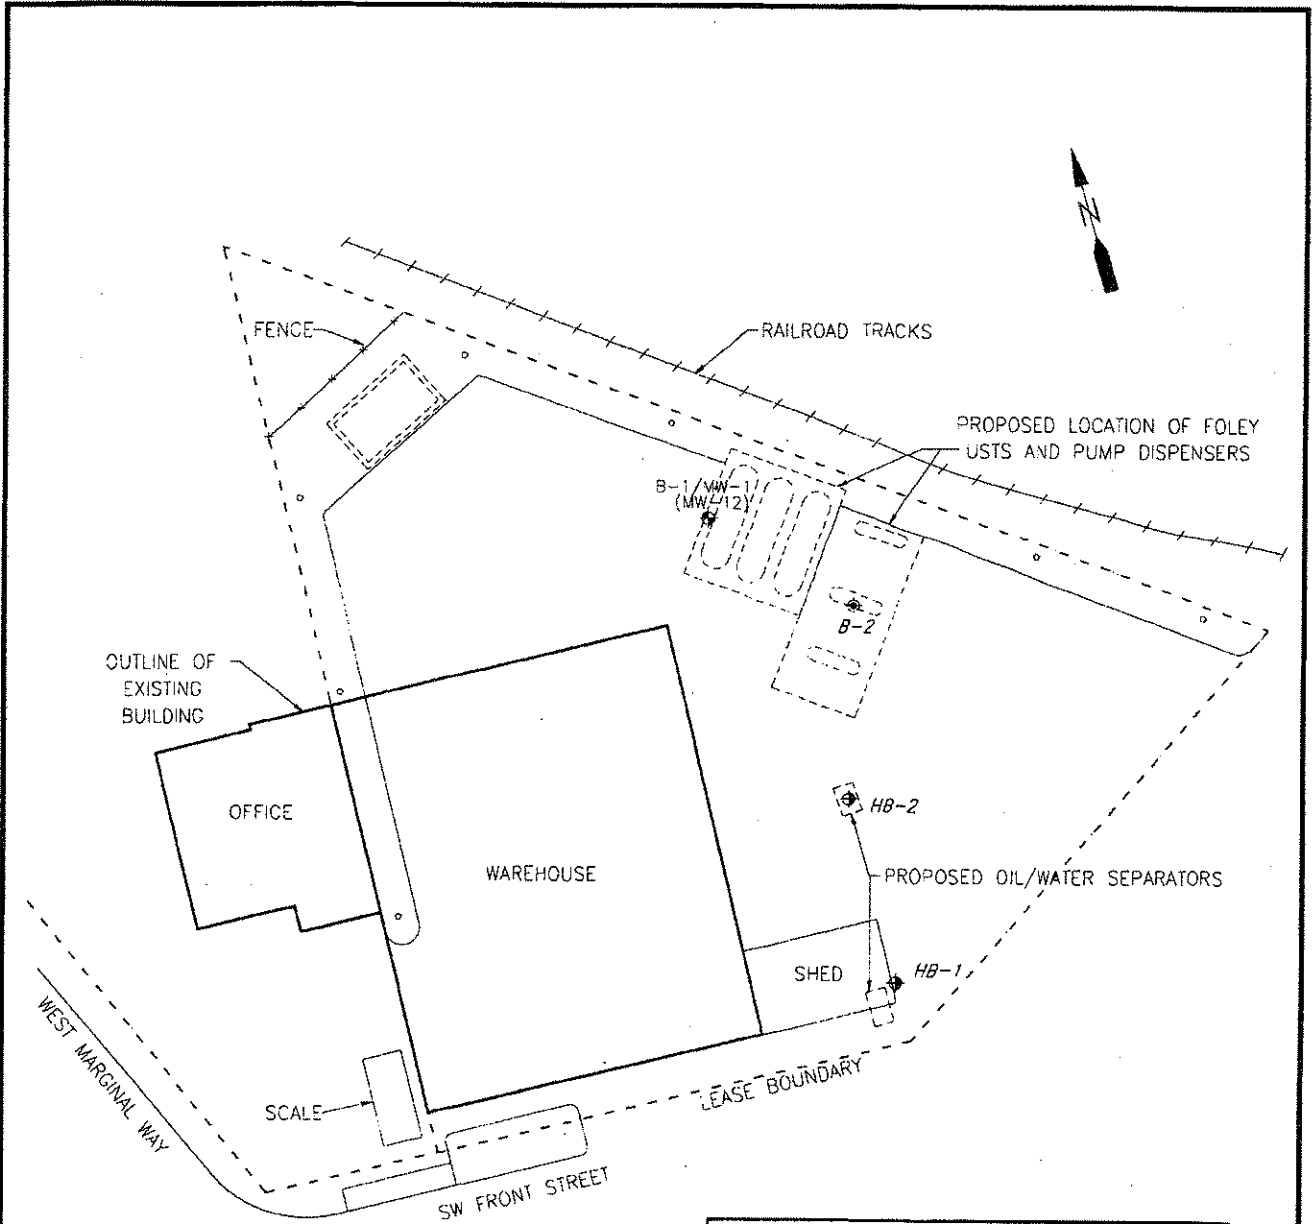 N
FENCE
RAILROAD TRACKS
PROPOSED LOCATION OF FOLEY
USTS AND PUMP DISPENSERS
B-1/MW-1
(MW-12)
B-2
OUTLINE OF
EXISTING
BUILDING
OFFICE
HB-2
WAREHOUSE
PROPOSED OIL/WATER SEPARATORS
SHED
HB-1
WEST MARGINAL WAY
SCALE
LEASE BOUNDARY
SW FRONT STREET